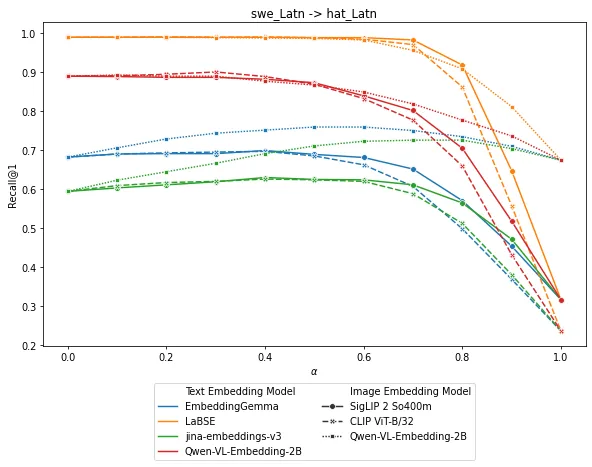 swe_Latn -> hat_Latn
Recall@1
1.0
0.9
0.8
0.7
0.6
0.5
0.4
0.3
0.2
0.0 0.2 0.4 0.6 0.8 1.0
α
Text Embedding Model
EmbeddingGemma
LaBSE
jina-embeddings-v3
Qwen-VL-Embedding-2B
Image Embedding Model
SigLIP 2 So400m
CLIP ViT-B/32
Qwen-VL-Embedding-2B